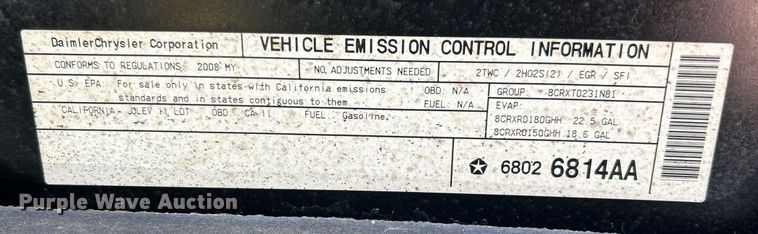 DaimlerChrysler Corporation VEHICLE EMISSION CONTROL INFORMATION
CONFORMS TO REGULATIONS: 2008 MY NO ADJUSTMENTS NEEDED 2TWC / 2HO2S(2) / EGR / SFI
U.S. EPA: For sale only in states with California emissions OBD: N/A GROUP: 8CRXT0231N81
standards and in states contiguous to them FUEL: N/A EVAP:
CALIFORNIA- LOT OBD: CA II FUEL: Gasoline. 8CRXR0180GHH 22.5 GAL
8CRXR0150GHH 18.6 GAL
6802 6814AA
Purple Wave Auction